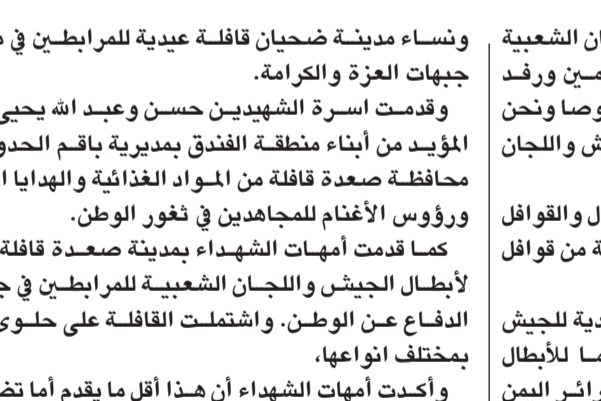 ان الشعبية
ورفد
وصا ونحن
ش واللجان
ل والقوافل
ة من قوافل
دية للجيش
للأبطال
اليمن
ونساء مدينة ضحيان قافلة عيدية للمرابطين في
جبهات العزة والكرامة.
وقدمت اسرة الشهيدين حسن وعبد الله يحيى
المؤيد من أبناء منطقة الفندق بمديرية باقم
محافظة صعدة قافلة من المواد الغذائية والهدايا
ورؤوس الأغنام للمجاهدين في ثغور الوطن.
كما قدمت أمهات الشهداء بمدينة صعدة قافلة
لأبطال الجيش واللجان الشعبية للمرابطين في
الدفاع عن الوطن. واشتملت القافلة على حلوى
بمختلف انواعها،
وأكدت أمهات الشهداء أن هذا أقل ما يقدم أما